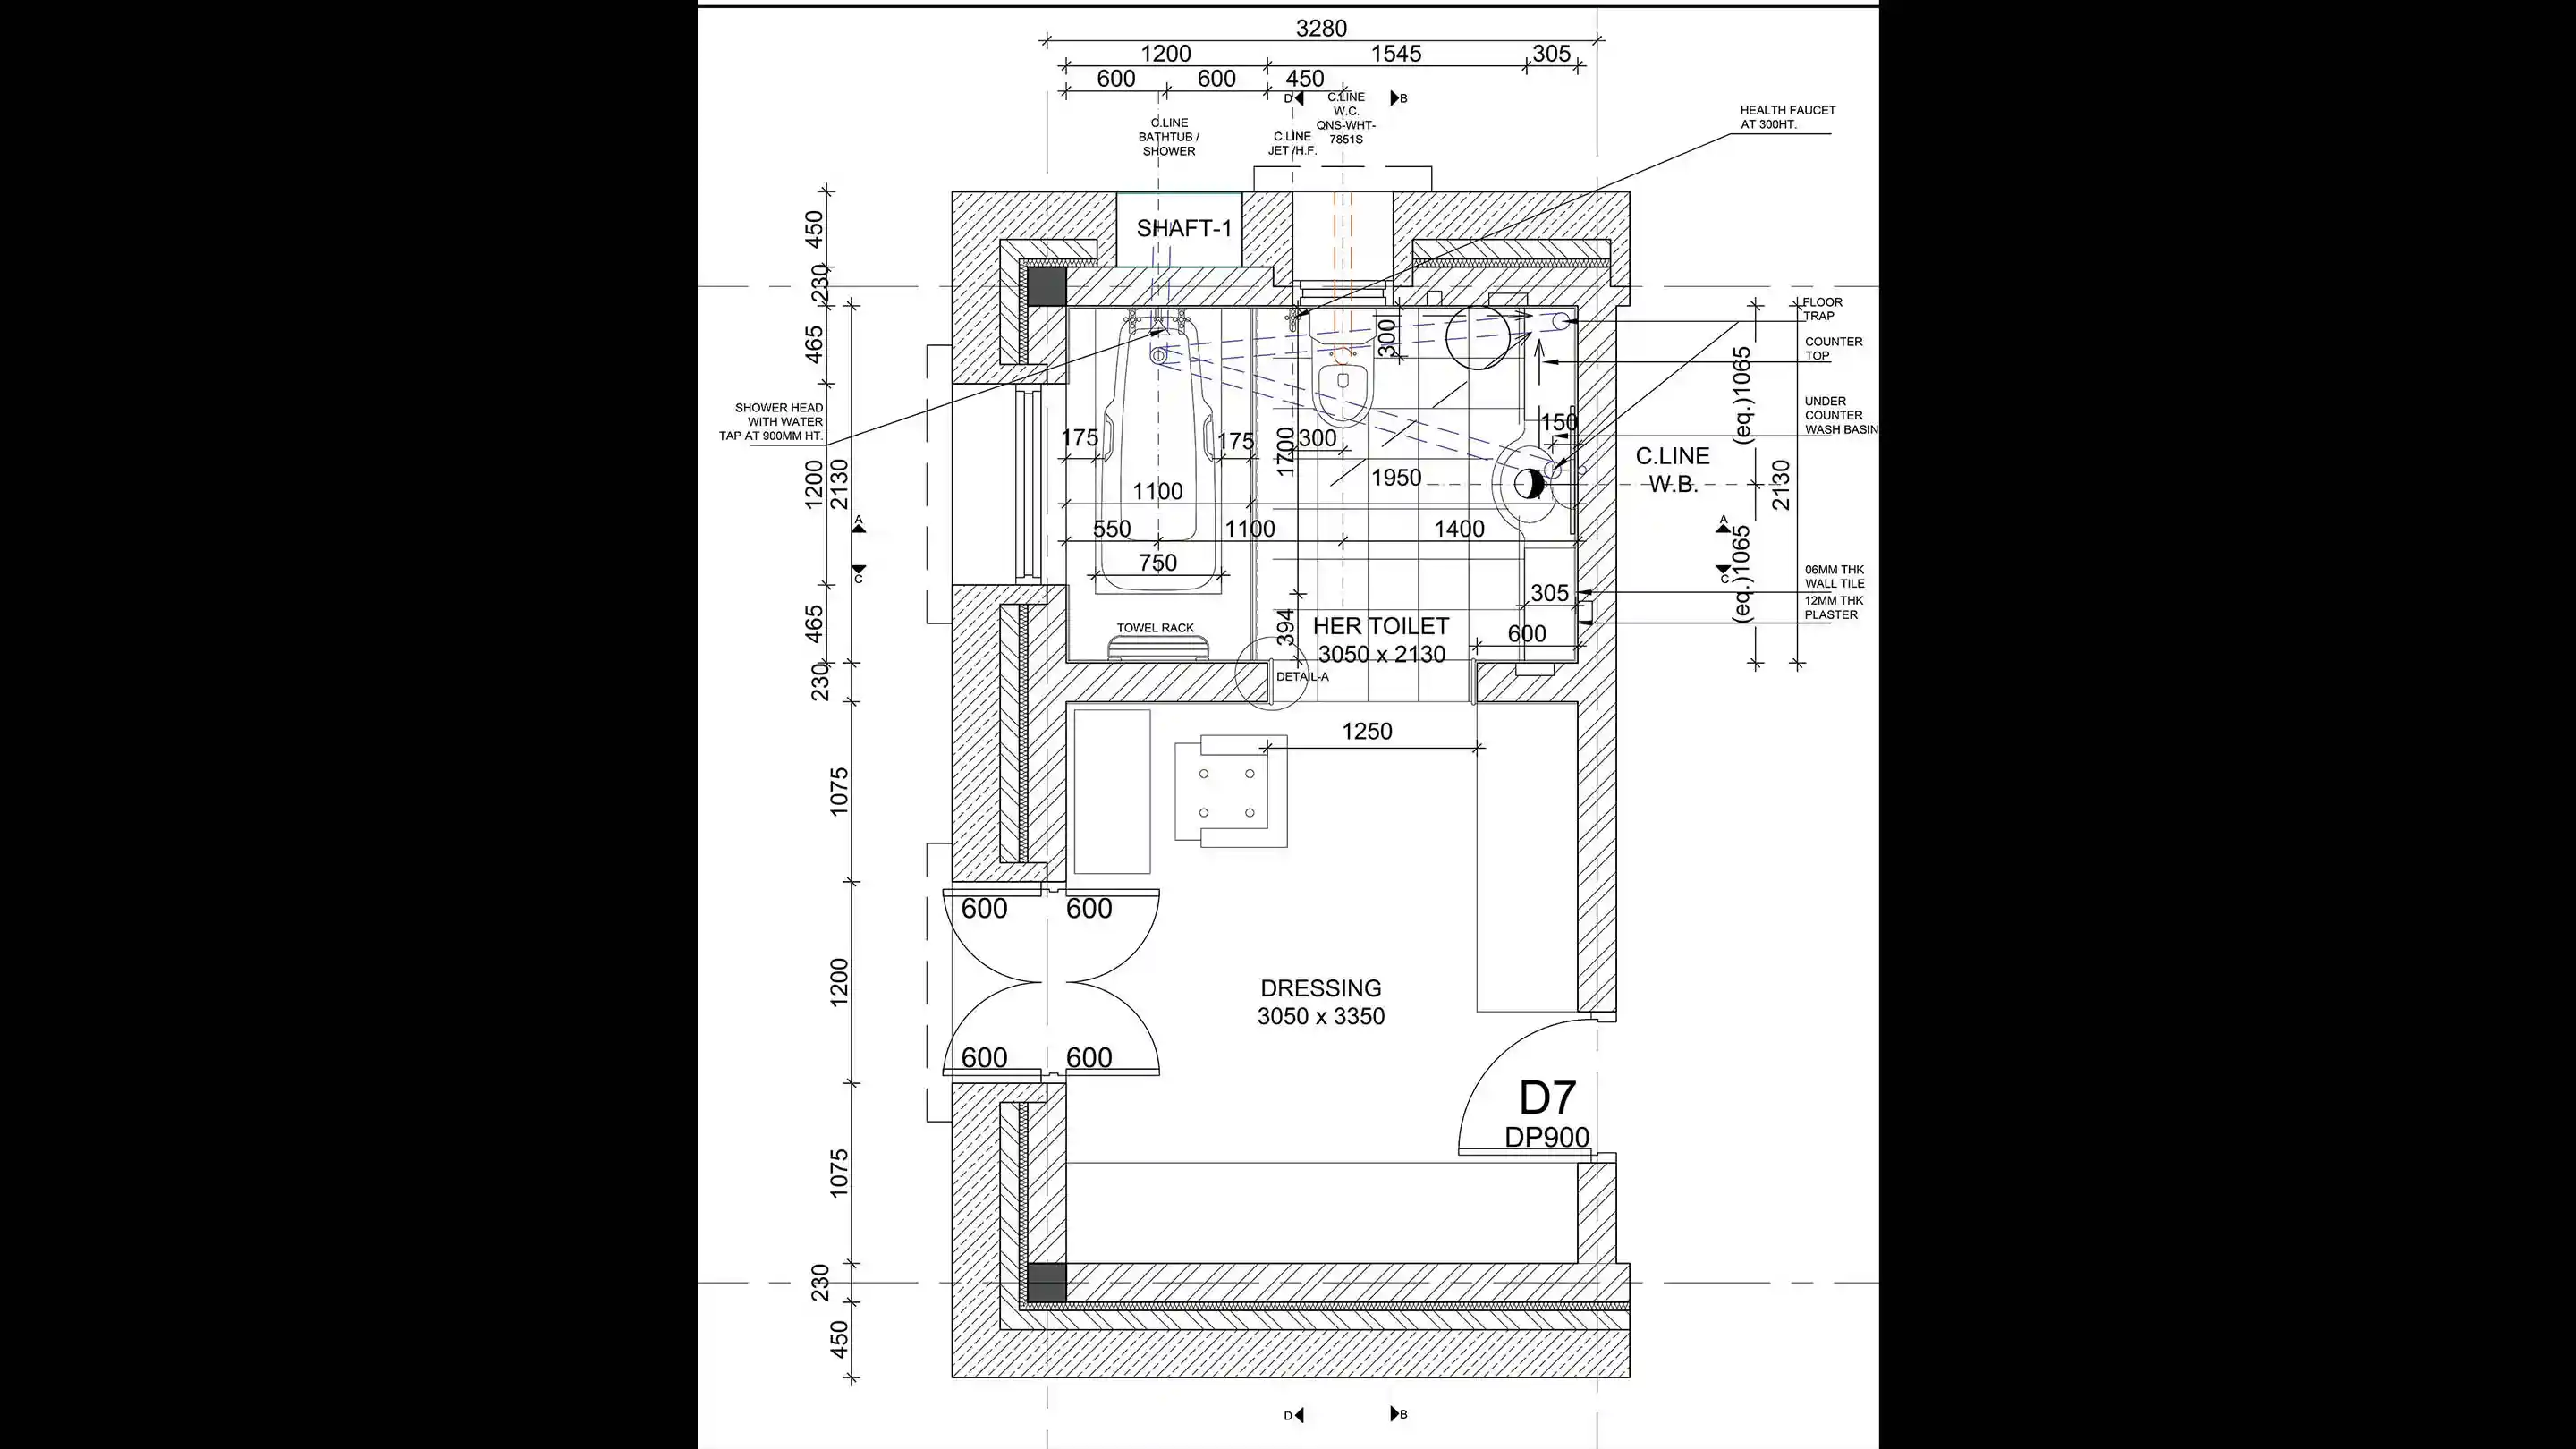 3280
1200
1545
305
600
600
450
D
B
C.LINE
W.C.
QNS-WHT-
7851S
C.LINE
BATHTUB /
SHOWER
C.LINE
JET /H.F.
HEALTH FAUCET
AT 300HT.
SHAFT-1
450
230
465
1200
2130
465
230
1075
1200
1075
230
450
FLOOR
TRAP
COUNTER
TOP
UNDER
COUNTER
WASH BASIN
SHOWER HEAD
WITH WATER
TAP AT 900MM HT.
300
(eq.)1065
150
175
175
1700
300
C.LINE
W.B.
1950
2130
1100
A
A
550
1100
1400
(eq.)1065
750
C
C
06MM THK
WALL TILE
12MM THK
PLASTER
305
394
HER TOILET
3050 x 2130
600
TOWEL RACK
DETAIL-A
1250
600
600
DRESSING
3050 x 3350
600
600
D7
DP900
D
B